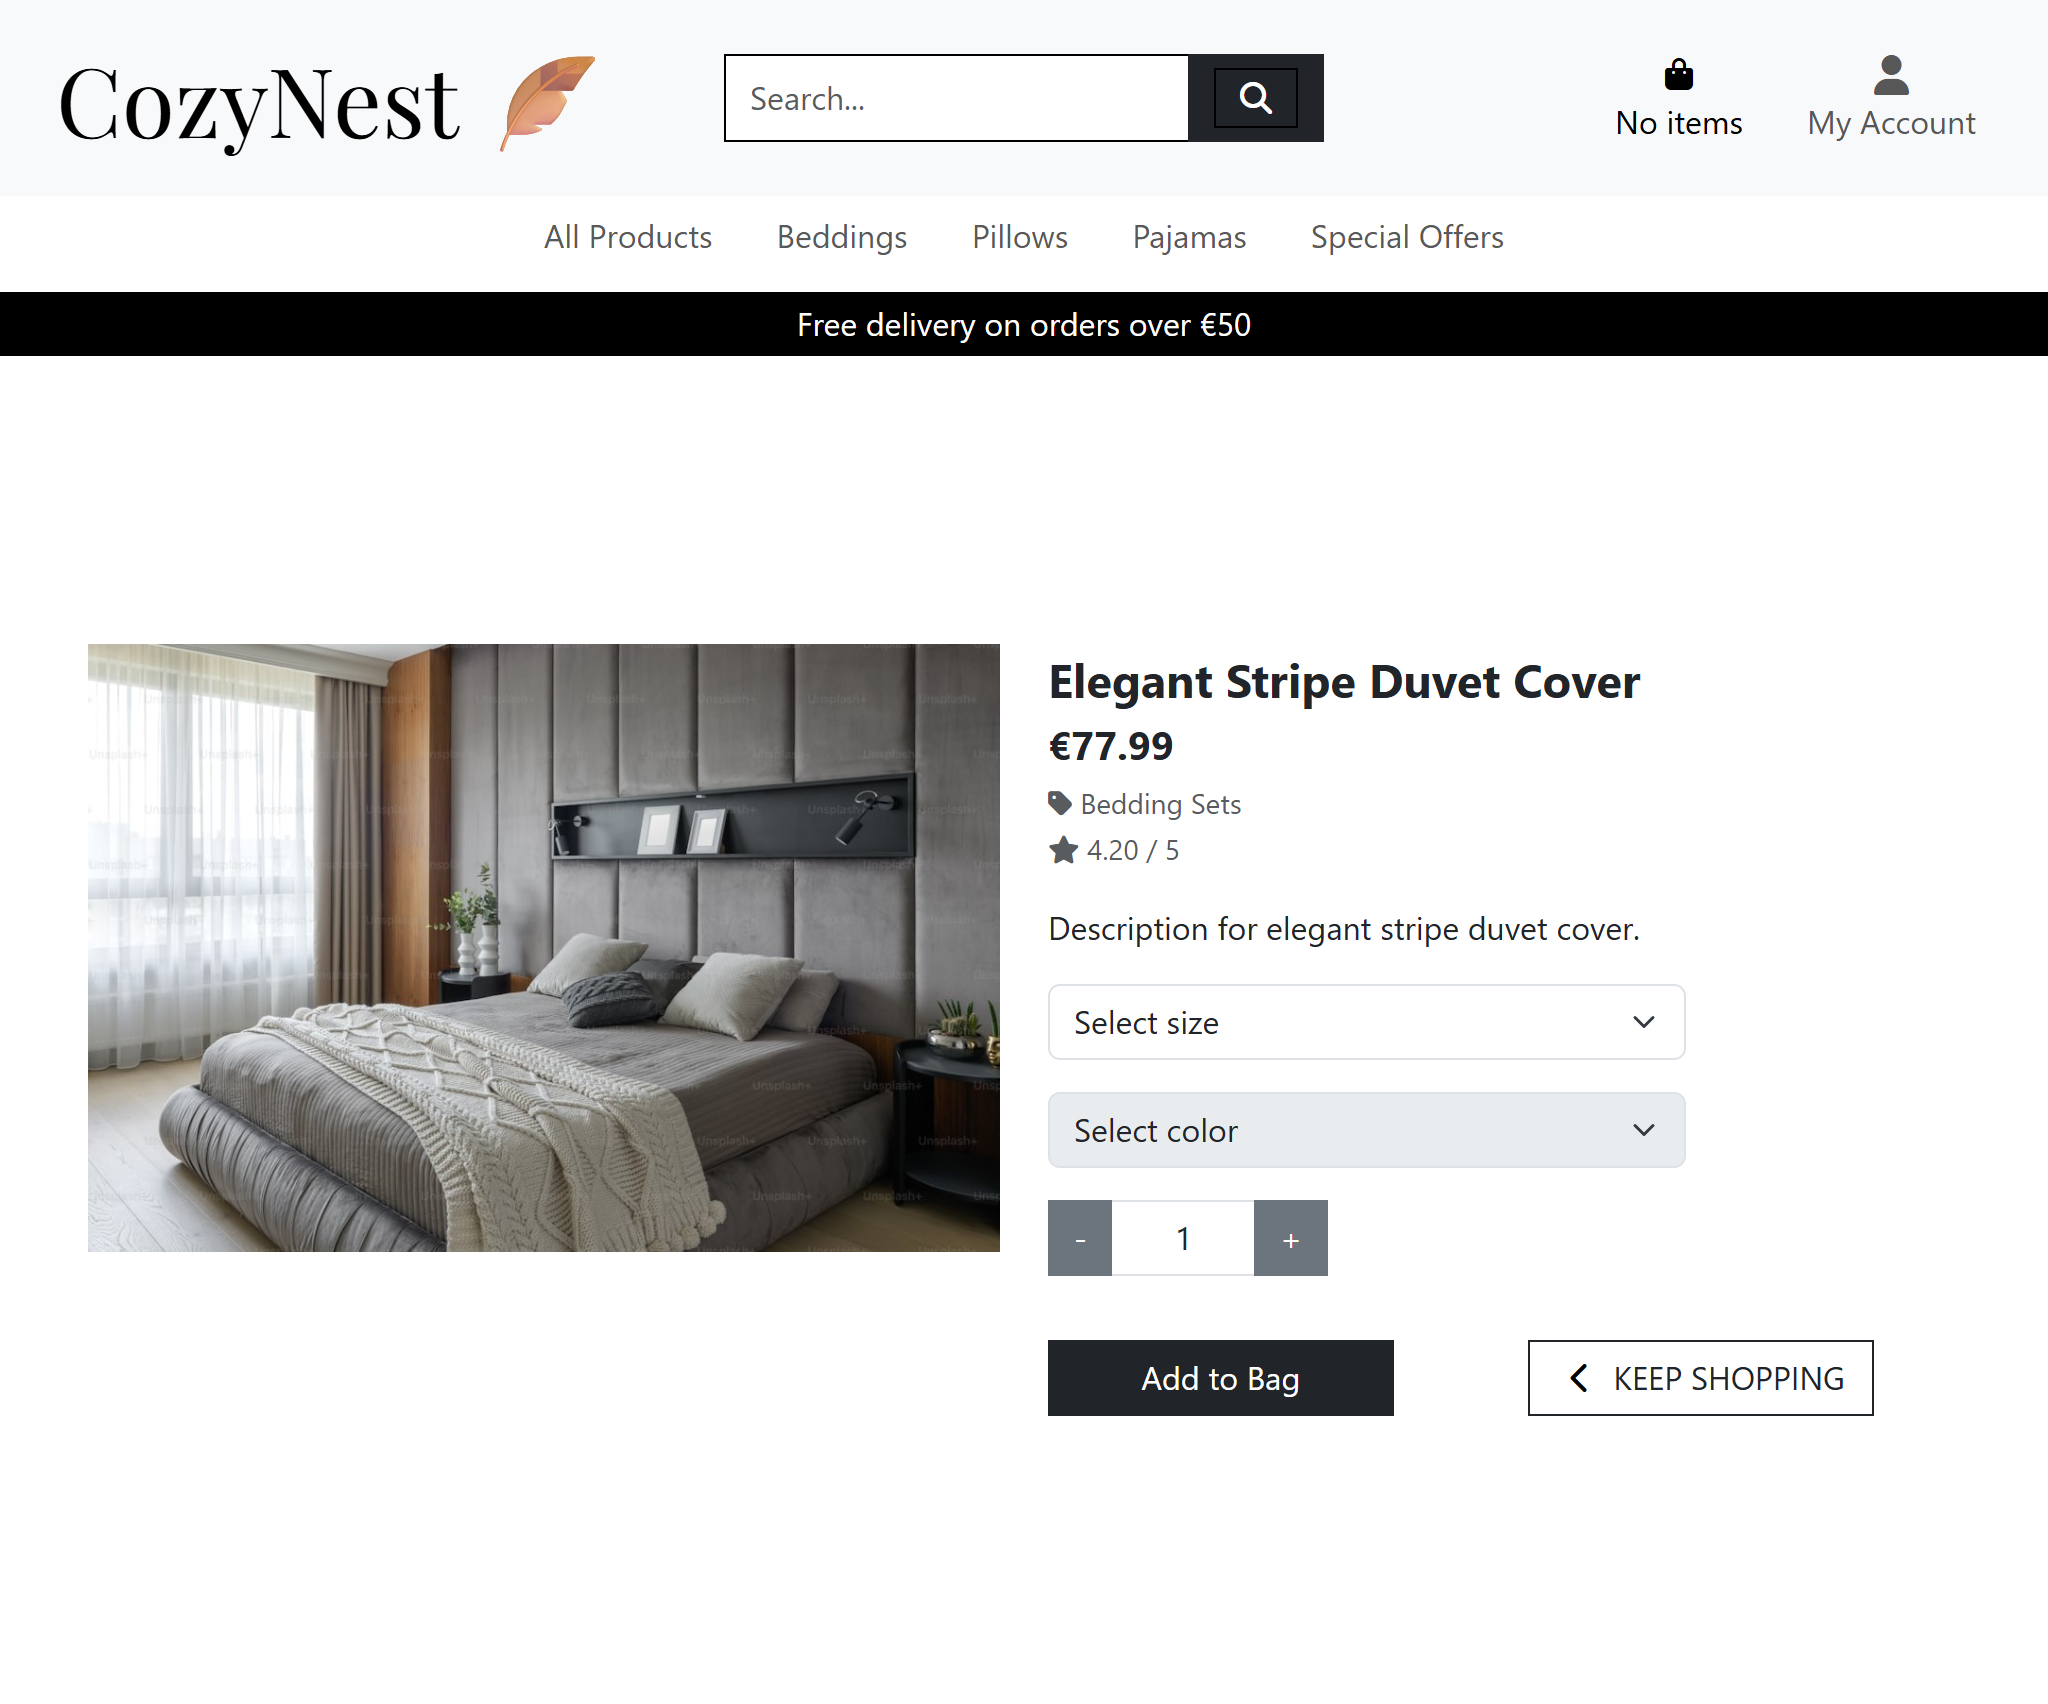 CozyNest
Search...
No items
My Account
All Products
Beddings
Pillows
Pajamas
Special Offers
Free delivery on orders over €50
Elegant Stripe Duvet Cover
€77.99
Bedding Sets
4.20 / 5
Description for elegant stripe duvet cover.
Select size
Select color
- 1 +
Add to Bag
KEEP SHOPPING
Unsplash+